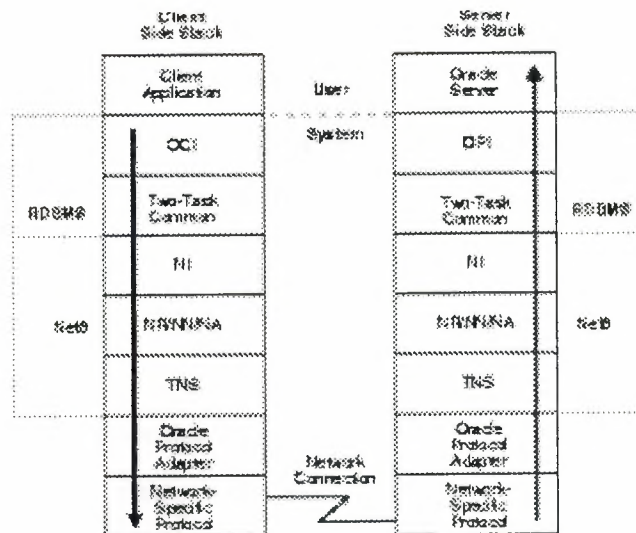 Client
Side Stack
Server
Side Stack
Client
Application
User
Oracle
Server
System
OCI
OPI
RDBMS
Two-Task
Common
Two-Task
Common
RDBMS
NI
NI
NR/NN/NA
NR/NN/NA
TNS
TNS
Oracle
Protocol
Adapter
Network
Connection
Oracle
Protocol
Adapter
Network-
Specific
Protocol
Network-
Specific
Protocol